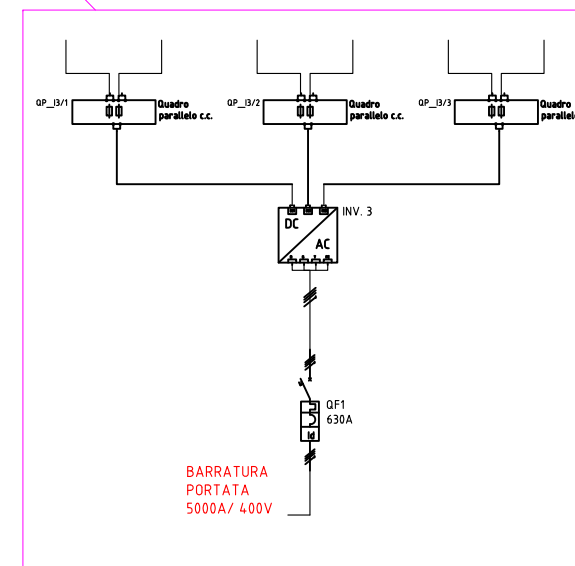 QP_I3/1
Quadro
parallelo c.c.
QP_I3/2
Quadro
parallelo c.c.
QP_I3/3
Quadro
parallel
INV. 3
DC
AC
QF1
630A
Id
BARRATURA
PORTATA
5000A/ 400V